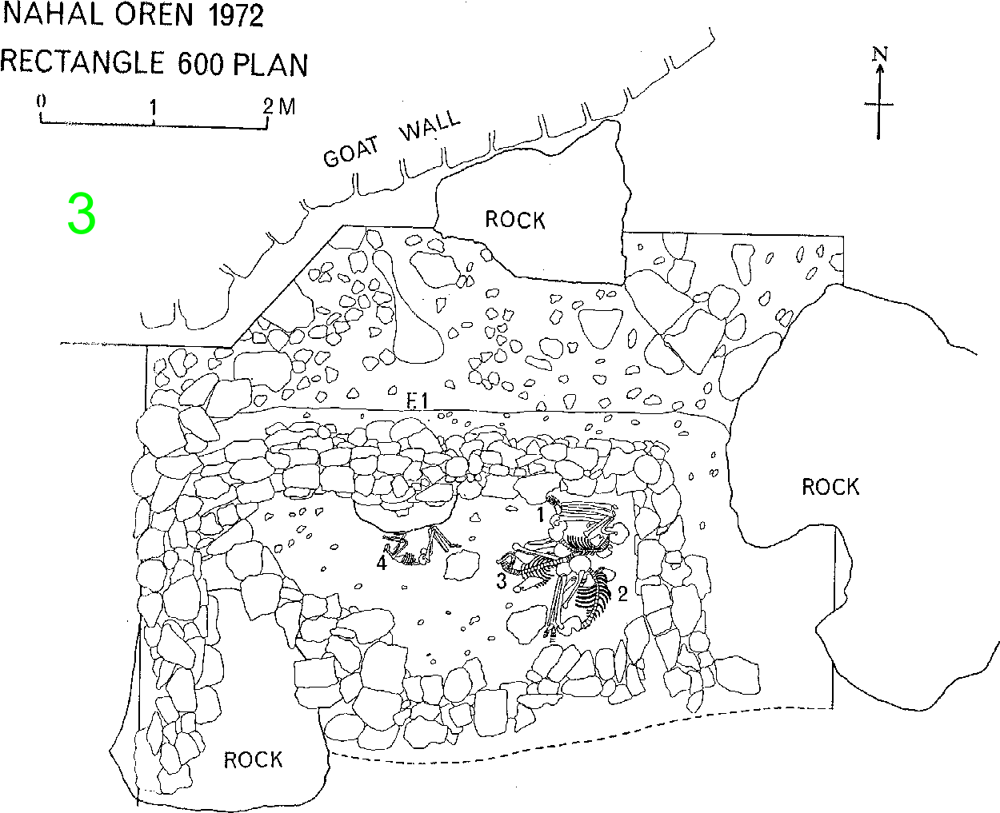 NAHAL OREN 1972
RECTANGLE 600 PLAN
0 1 2 M
N
GOAT WALL
3
ROCK
F.1
ROCK
1
4
3
2
ROCK